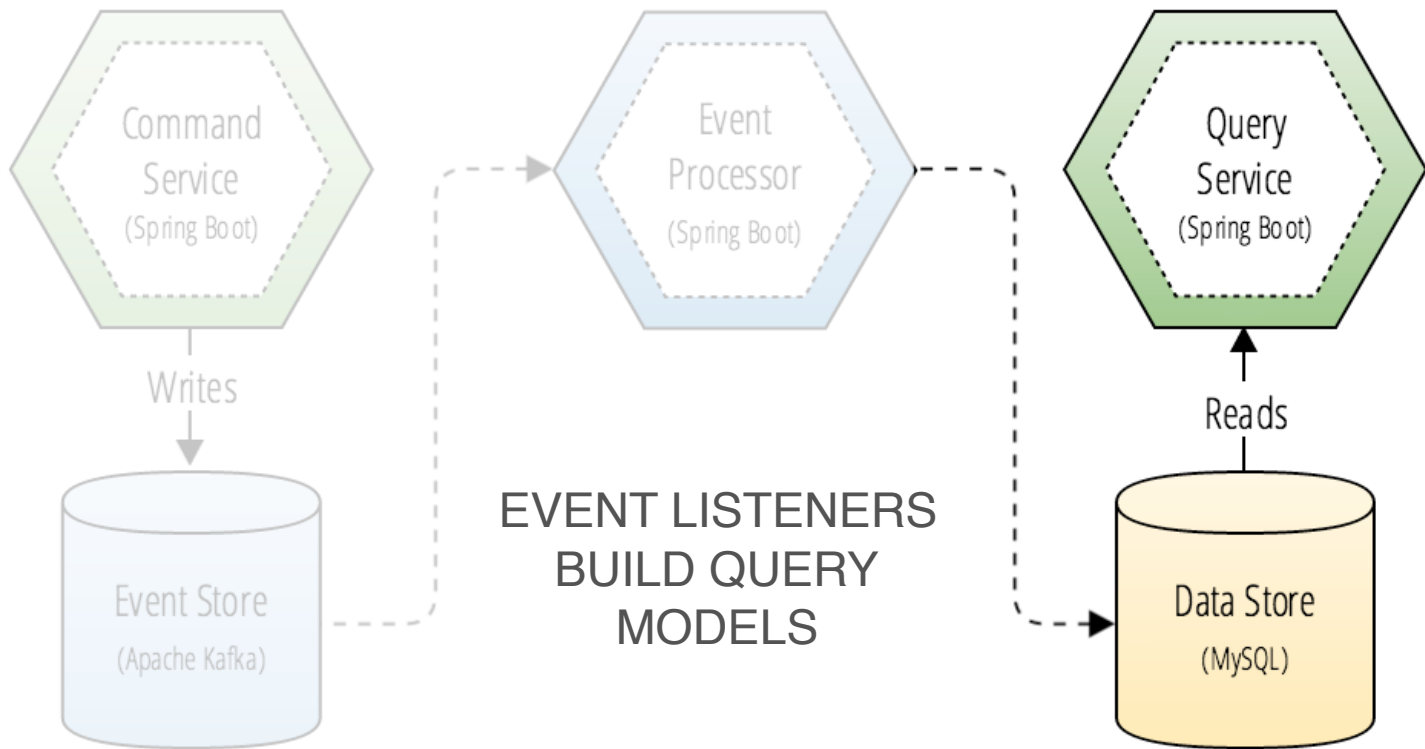 Command
Service
(Spring Boot)
Event
Processor
(Spring Boot)
Query
Service
(Spring Boot)
Writes
Reads
EVENT LISTENERS
BUILD QUERY
MODELS
Event Store
(Apache Kafka)
Data Store
(MySQL)